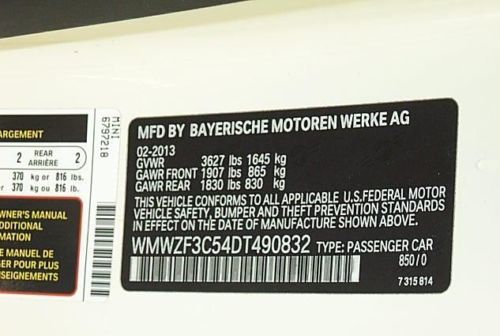 ARGEMENT
2 REAR ARRIÈRE 2
370 kg or 816 lbs.
370 kg ou 816 lb.
WNER'S MANUAL
DDITIONAL
MATION
ER POUR PLUS
SEIGNEMENTS
MINI
6797218
MFD BY BAYERISCHE MOTOREN WERKE AG
02-2013
GVWR 3627 lbs 1645 kg
GAWR FRONT 1907 lbs 865 kg
GAWR REAR 1830 lbs 830 kg
THIS VEHICLE CONFORMS TO ALL APPLICABLE U.S.FEDERAL MOTOR
VEHICLE SAFETY, BUMPER AND THEFT PREVENTION STANDARDS
IN EFFECT ON THE DATE OF MANUFACTURE SHOWN ABOVE.
WMWZF3C54DT490832 TYPE: PASSENGER CAR
850/0
7 315 814